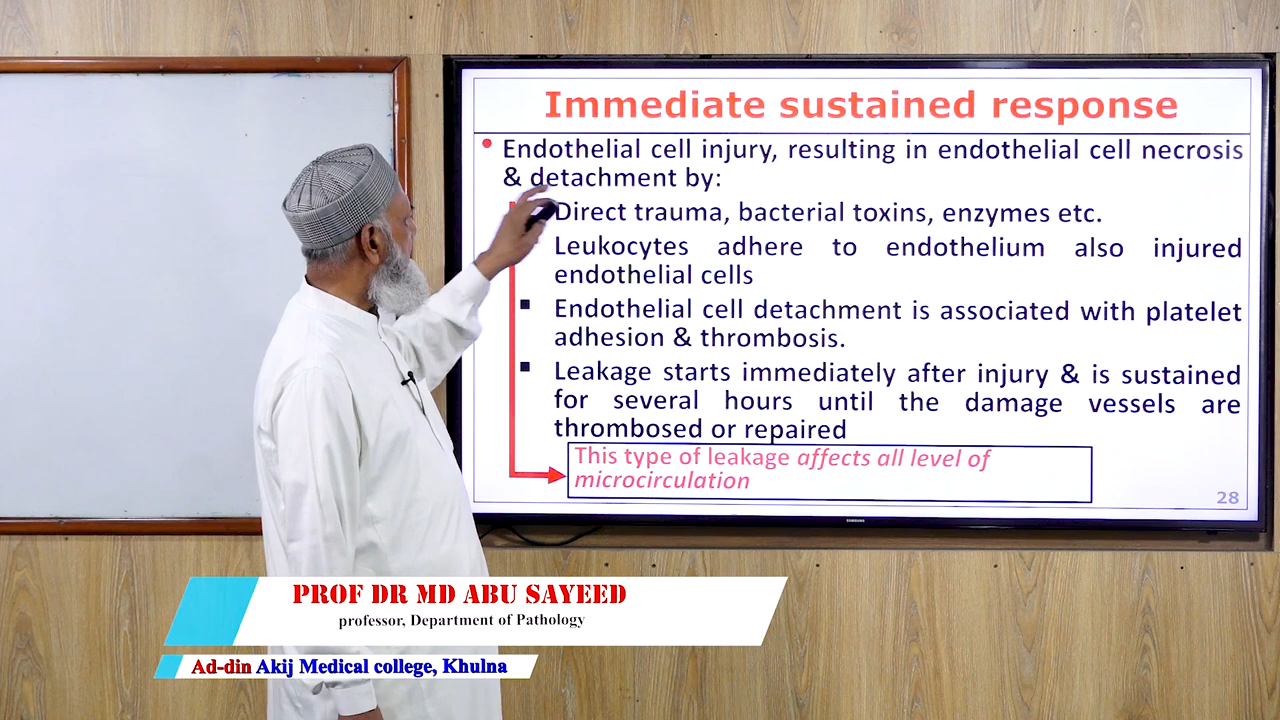 Immediate sustained response
Endothelial cell injury, resulting in endothelial cell necrosis
& detachment by:
Direct trauma, bacterial toxins, enzymes etc.
Leukocytes adhere to endothelium also injured
endothelial cells
Endothelial cell detachment is associated with platelet
adhesion & thrombosis.
Leakage starts immediately after injury & is sustained
for several hours until the damage vessels are
thrombosed or repaired
This type of leakage affects all level of
microcirculation
28
SAMSUNG
PROF DR MD ABU SAYEED
professor, Department of Pathology
Ad-din Akij Medical college, Khulna